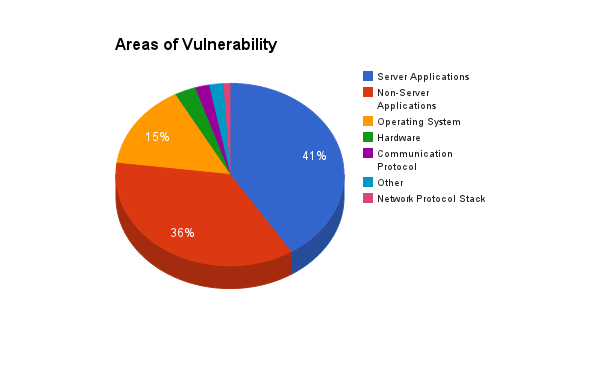 Areas of Vulnerability
Server Applications
Non-Server
Applications
Operating System
Hardware
Communication
Protocol
Other
Network Protocol Stack
15%
41%
36%